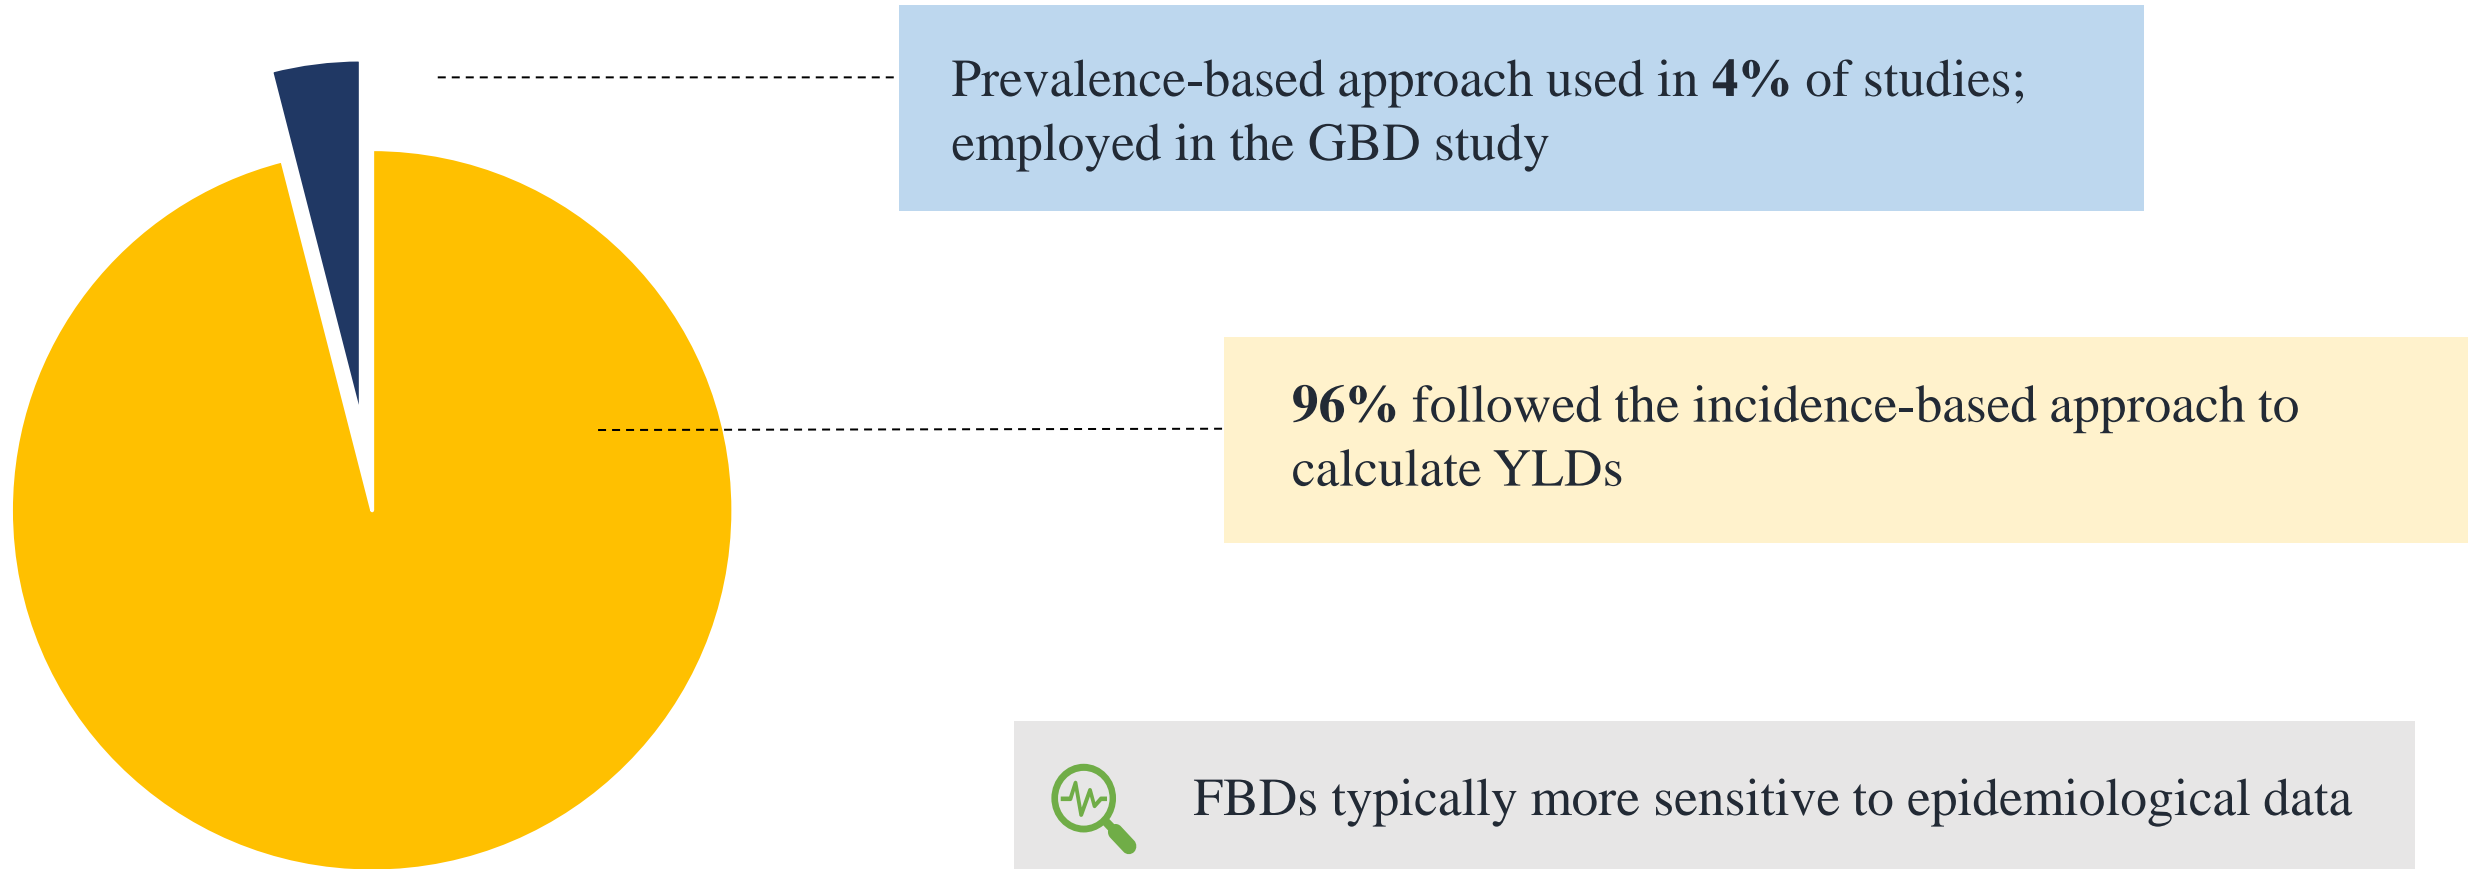 Prevalence-based approach used in 4% of studies;
employed in the GBD study
96% followed the incidence-based approach to
calculate YLDs
FBDs typically more sensitive to epidemiological data